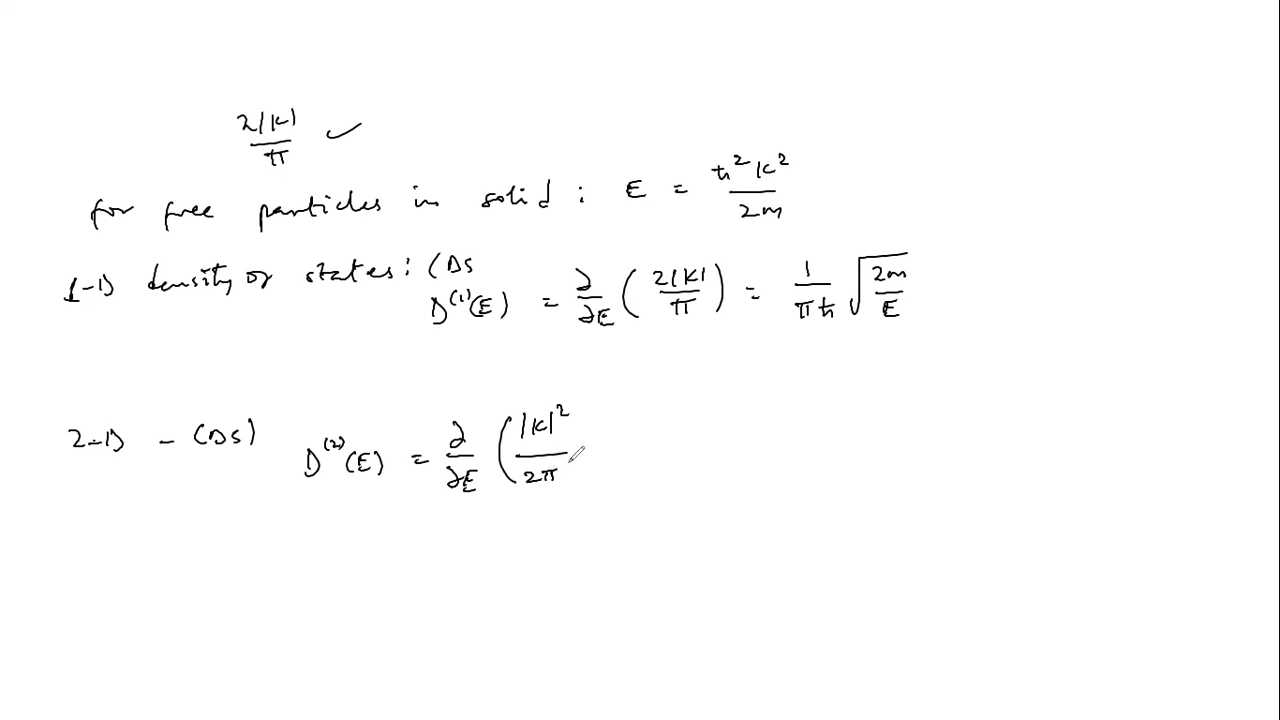 2|k|/π ✓
for free particles in solid : E = ħ²k²/2m
1-D density of states : (DS
D⁽¹⁾(E) = ∂/∂E (2|k|/π) = 1/πħ √(2m/E)
2-D - (DS) D⁽²⁾(E) = ∂/∂E (|k|²/2π